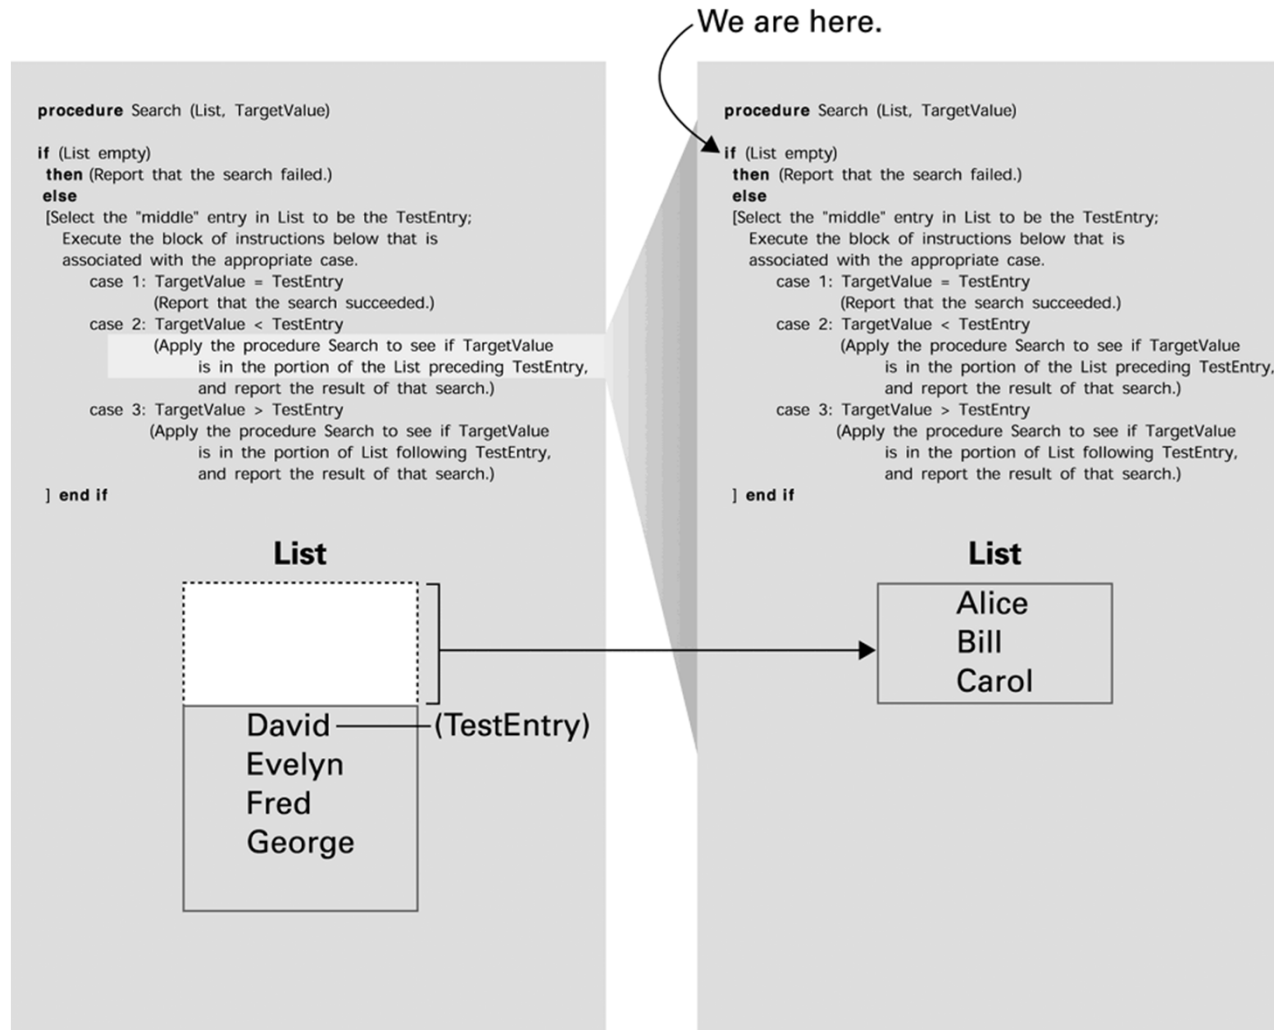 We are here.
procedure Search (List, TargetValue)
if (List empty)
then (Report that the search failed.)
else
[Select the "middle" entry in List to be the TestEntry;
Execute the block of instructions below that is
associated with the appropriate case.
case 1: TargetValue = TestEntry
(Report that the search succeeded.)
case 2: TargetValue < TestEntry
(Apply the procedure Search to see if TargetValue
is in the portion of the List preceding TestEntry,
and report the result of that search.)
case 3: TargetValue > TestEntry
(Apply the procedure Search to see if TargetValue
is in the portion of List following TestEntry,
and report the result of that search.)
] end if
List
David
(TestEntry)
Evelyn
Fred
George
procedure Search (List, TargetValue)
if (List empty)
then (Report that the search failed.)
else
[Select the "middle" entry in List to be the TestEntry;
Execute the block of instructions below that is
associated with the appropriate case.
case 1: TargetValue = TestEntry
(Report that the search succeeded.)
case 2: TargetValue < TestEntry
(Apply the procedure Search to see if TargetValue
is in the portion of the List preceding TestEntry,
and report the result of that search.)
case 3: TargetValue > TestEntry
(Apply the procedure Search to see if TargetValue
is in the portion of List following TestEntry,
and report the result of that search.)
] end if
List
Alice
Bill
Carol